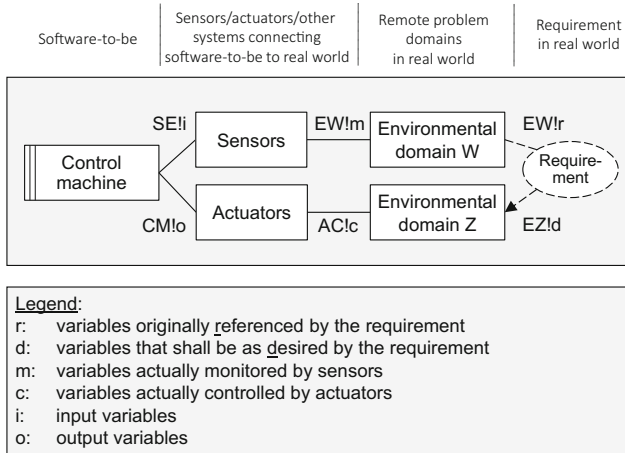 Software-to-be
Sensors/actuators/other
systems connecting
software-to-be to real world
Remote problem
domains
in real world
Requirement
in real world
SE!i
Sensors
EW!m
Environmental
domain W
EW!r
Control
machine
Require-
ment
CM!o
Actuators
AC!c
Environmental
domain Z
EZ!d
Legend:
r: variables originally referenced by the requirement
d: variables that shall be as desired by the requirement
m: variables actually monitored by sensors
c: variables actually controlled by actuators
i: input variables
o: output variables